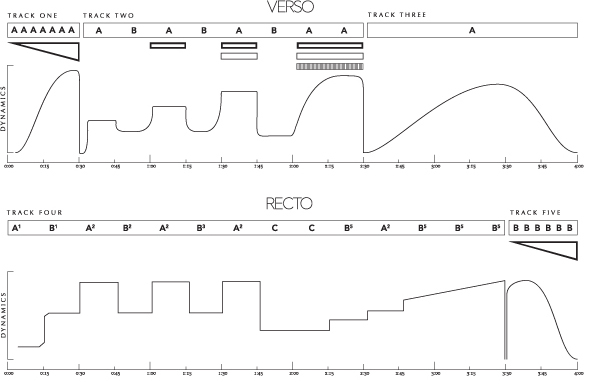 VERSO
TRACK ONE TRACK TWO TRACK THREE
A A A A A A A A B A B A B A A A
DYNAMICS
0:00 0:15 0:30 0:45 1:00 1:15 1:30 1:45 2:00 2:15 2:30 2:45 3:00 3:15 3:30 3:45 4:00
RECTO
TRACK FOUR TRACK FIVE
A¹ B¹ A² B² A² B³ A² C C B⁵ A² B⁵ B⁵ B⁵ B B B B B B
DYNAMICS
0:00 0:15 0:30 0:45 1:00 1:15 1:30 1:45 2:00 2:15 2:30 2:45 3:00 3:15 3:30 3:45 4:00